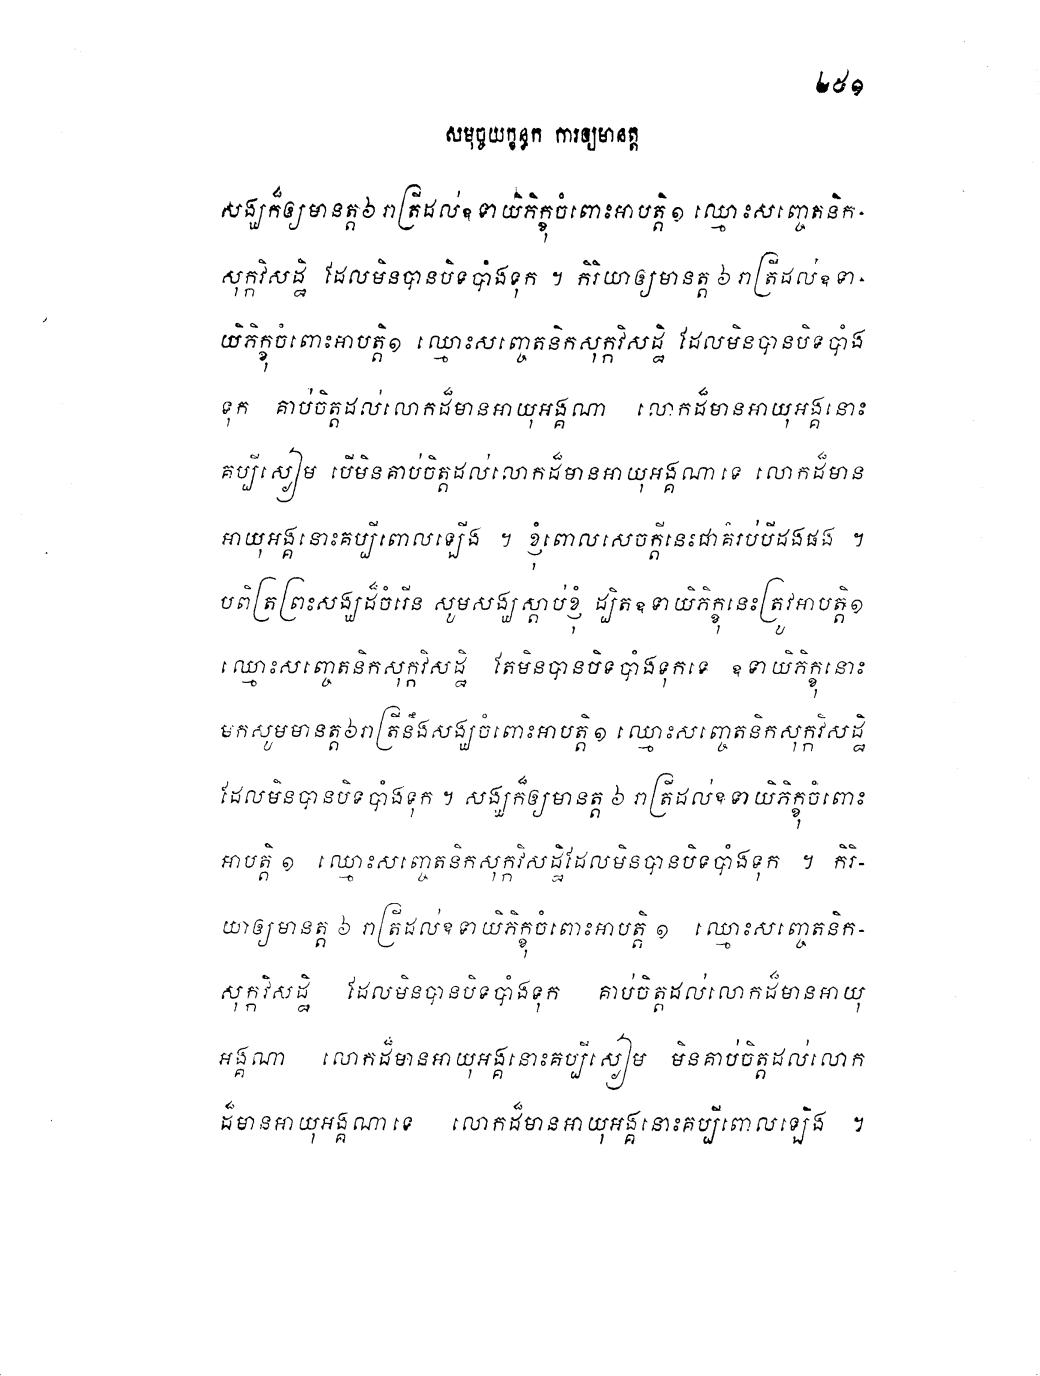 ២៥១
សមុច្ចយក្ខន្ធក ការឲ្យមានត្ត
សង្ឃក៏ឲ្យមានត្ត៦រាត្រីដល់ឧទាយិភិក្ខុចំពោះអាបត្តិ១ ឈ្មោះសញ្ចេតនិក-
សុក្កវិសដ្ឋិ ដែលមិនបានបិទបាំងទុក ។ កិរិយាឲ្យមានត្ត ៦ រាត្រីដល់ឧទា-
យិភិក្ខុចំពោះអាបត្តិ១ ឈ្មោះសញ្ចេតនិកសុក្កវិសដ្ឋិ ដែលមិនបានបិទបាំង
ទុក គាប់ចិត្តដល់លោកដ៏មានអាយុអង្គណា លោកដ៏មានអាយុអង្គនោះ
គប្បីស្ងៀម បើមិនគាប់ចិត្តដល់លោកដ៏មានអាយុអង្គណាទេ លោកដ៏មាន
អាយុអង្គនោះគប្បីពោលឡើង ។ ខ្ញុំពោលសេចក្តីនេះជាគំរប់បីដងផង ។
បពិត្រព្រះសង្ឃដ៏ចំរើន សូមសង្ឃស្តាប់ខ្ញុំ ដ្បិតឧទាយិភិក្ខុនេះត្រូវអាបត្តិ១
ឈ្មោះសញ្ចេតនិកសុក្កវិសដ្ឋិ តែមិនបានបិទបាំងទុកទេ ឧទាយិភិក្ខុនោះ
មកសូមមានត្ត៦រាត្រីនឹងសង្ឃចំពោះអាបត្តិ១ ឈ្មោះសញ្ចេតនិកសុក្កវិសដ្ឋិ
ដែលមិនបានបិទបាំងទុក ។ សង្ឃក៏ឲ្យមានត្ត ៦ រាត្រីដល់ឧទាយិភិក្ខុចំពោះ
អាបត្តិ ១ ឈ្មោះសញ្ចេតនិកសុក្កវិសដ្ឋិដែលមិនបានបិទបាំងទុក ។ កិរិ-
យាឲ្យមានត្ត ៦ រាត្រីដល់ឧទាយិភិក្ខុចំពោះអាបត្តិ ១ ឈ្មោះសញ្ចេតនិក-
សុក្កវិសដ្ឋិ ដែលមិនបានបិទបាំងទុក គាប់ចិត្តដល់លោកដ៏មានអាយុ
អង្គណា លោកដ៏មានអាយុអង្គនោះគប្បីស្ងៀម មិនគាប់ចិត្តដល់លោក
ដ៏មានអាយុអង្គណាទេ លោកដ៏មានអាយុអង្គនោះគប្បីពោលឡើង ។